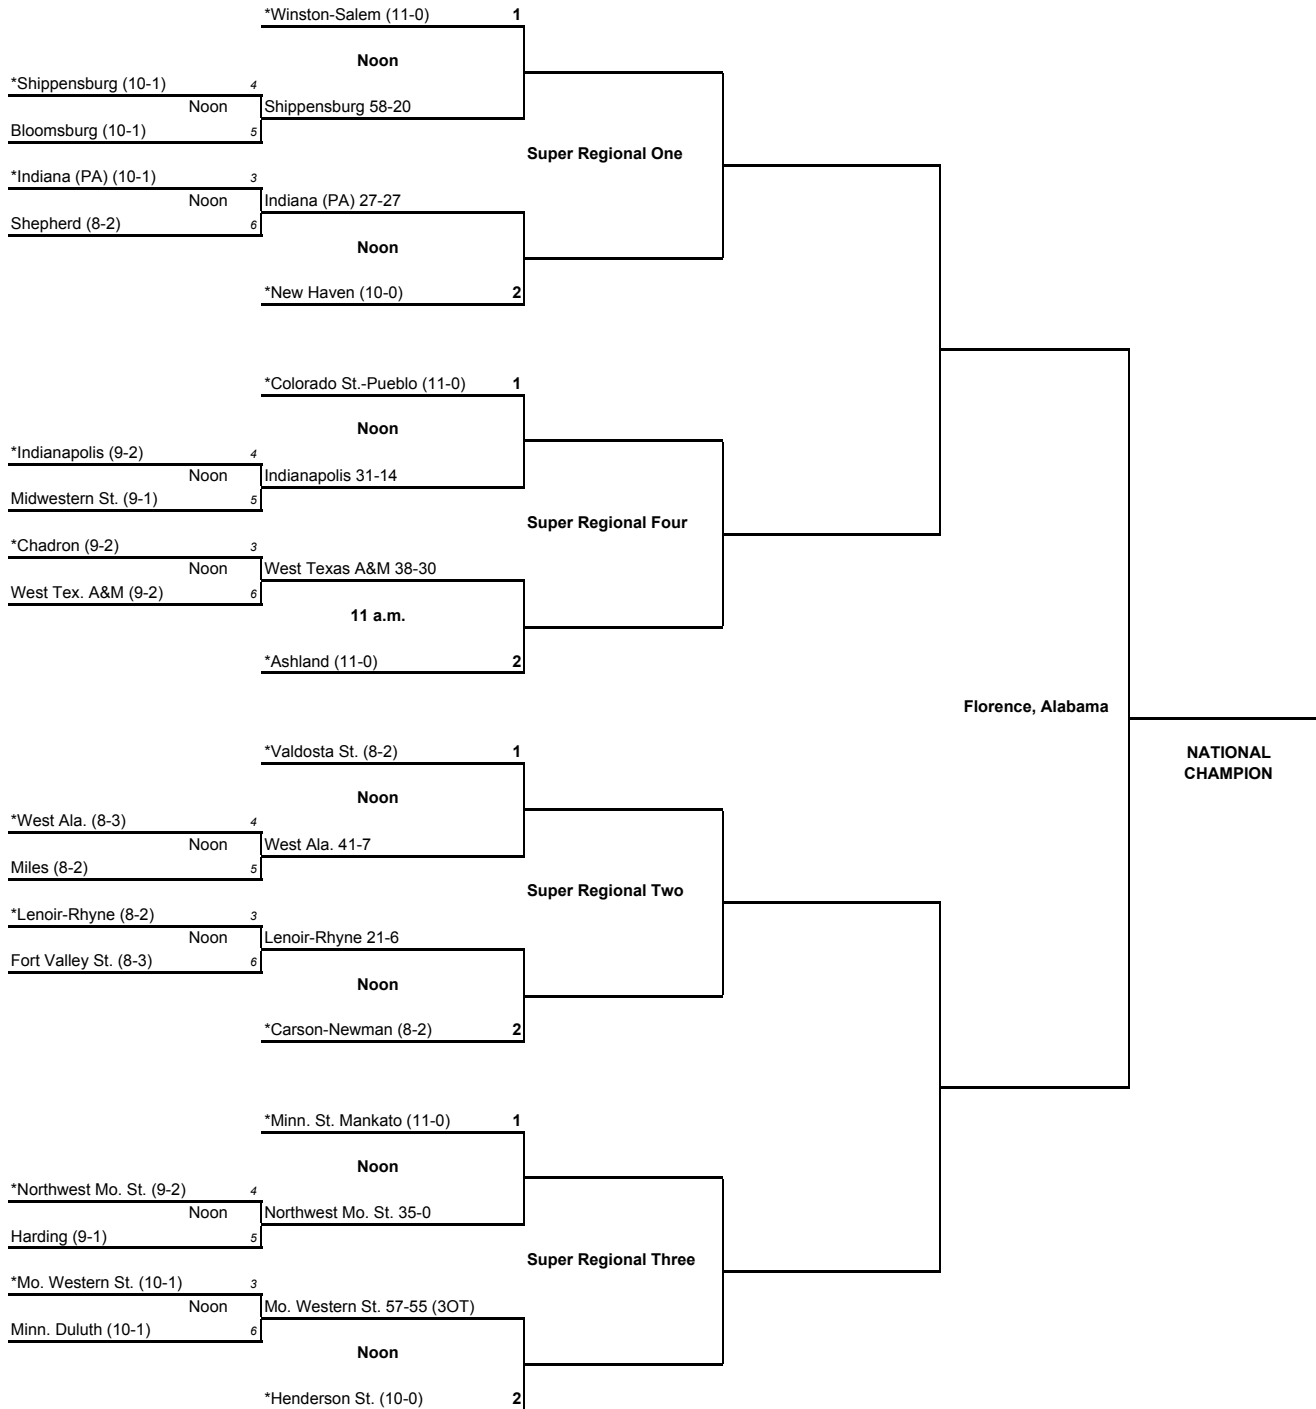 *Winston-Salem (11-0) 1
Noon
*Shippensburg (10-1) 4
Noon Shippensburg 58-20
Bloomsburg (10-1) 5
Super Regional One
*Indiana (PA) (10-1) 3
Noon Indiana (PA) 27-27
Shepherd (8-2) 6
Noon
*New Haven (10-0) 2
*Colorado St.-Pueblo (11-0) 1
Noon
*Indianapolis (9-2) 4
Noon Indianapolis 31-14
Midwestern St. (9-1) 5
Super Regional Four
*Chadron (9-2) 3
Noon West Texas A&M 38-30
West Tex. A&M (9-2) 6
11 a.m.
*Ashland (11-0) 2
Florence, Alabama
*Valdosta St. (8-2) 1
NATIONAL
CHAMPION
Noon
*West Ala. (8-3) 4
Noon West Ala. 41-7
Miles (8-2) 5
Super Regional Two
*Lenoir-Rhyne (8-2) 3
Noon Lenoir-Rhyne 21-6
Fort Valley St. (8-3) 6
Noon
*Carson-Newman (8-2) 2
*Minn. St. Mankato (11-0) 1
Noon
*Northwest Mo. St. (9-2) 4
Noon Northwest Mo. St. 35-0
Harding (9-1) 5
Super Regional Three
*Mo. Western St. (10-1) 3
Noon Mo. Western St. 57-55 (3OT)
Minn. Duluth (10-1) 6
Noon
*Henderson St. (10-0) 2